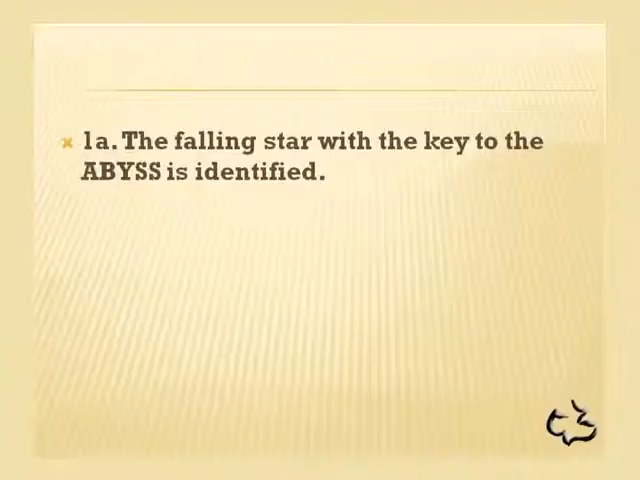 1a. The falling star with the key to the
ABYSS is identified.